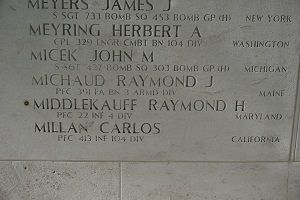 MEYERS JAMES J
S SGT 733 BOMB SQ 453 BOMB GP (H) NEW YORK
MEYRING HERBERT A
CPL 329 ENGR CMBT BN 104 DIV WASHINGTON
MICEK JOHN M
S SGT 427 BOMB SQ 303 BOMB GP (H) MICHIGAN
MICHAUD RAYMOND J
PFC 391 FA BN 3 ARMD DIV MAINE
MIDDLEKAUFF RAYMOND H
PFC 22 INF 4 DIV MARYLAND
MILLAN CARLOS
PFC 413 INF 104 DIV CALIFORNIA